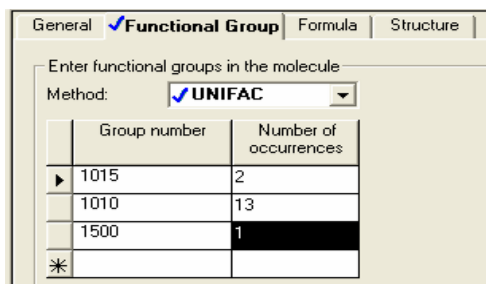 General Functional Group Formula Structure
Enter functional groups in the molecule
Method: UNIFAC
Group number Number of occurrences
1015 2
1010 13
1500 1